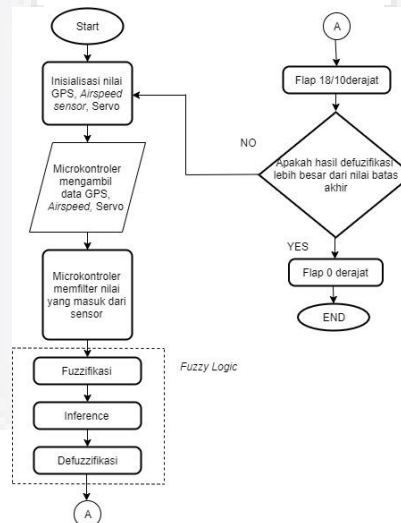 Start
Inisialisasi nilai
GPS, Airspeed
sensor, Servo
Microkontroler
mengambil
data GPS,
Airspeed, Servo
Microkontroler
memfilter nilai
yang masuk dari
sensor
Fuzzy Logic
Fuzzifikasi
Inference
Defuzzifikasi
A
A
Flap 18/10derajat
NO
Apakah hasil defuzifikasi
lebih besar dari nilai batas
akhir
YES
Flap 0 derajat
END